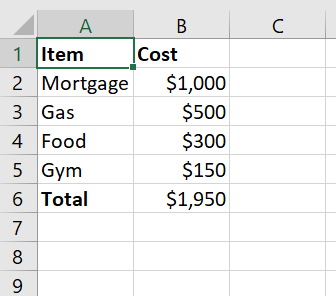 A B C
1 Item Cost
2 Mortgage $1,000
3 Gas $500
4 Food $300
5 Gym $150
6 Total $1,950
7
8
9